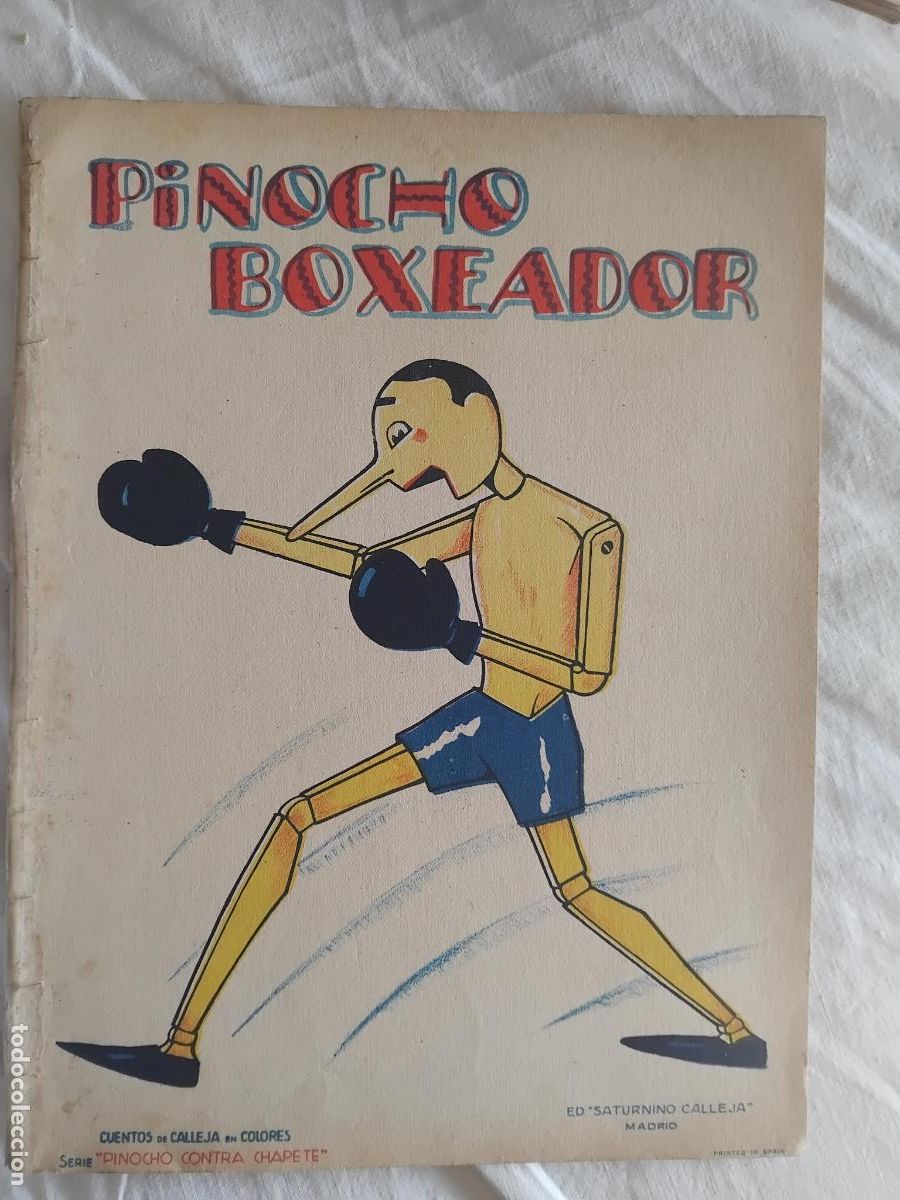 PiNOCHO
BOXEADOR
ED. "SATURNINO CALLEJA"
MADRID
CUENTOS DE CALLEJA EN COLORES
SERIE "PINOCHO CONTRA CHAPETE"
PRINTED IN SPAIN
todocoleccion